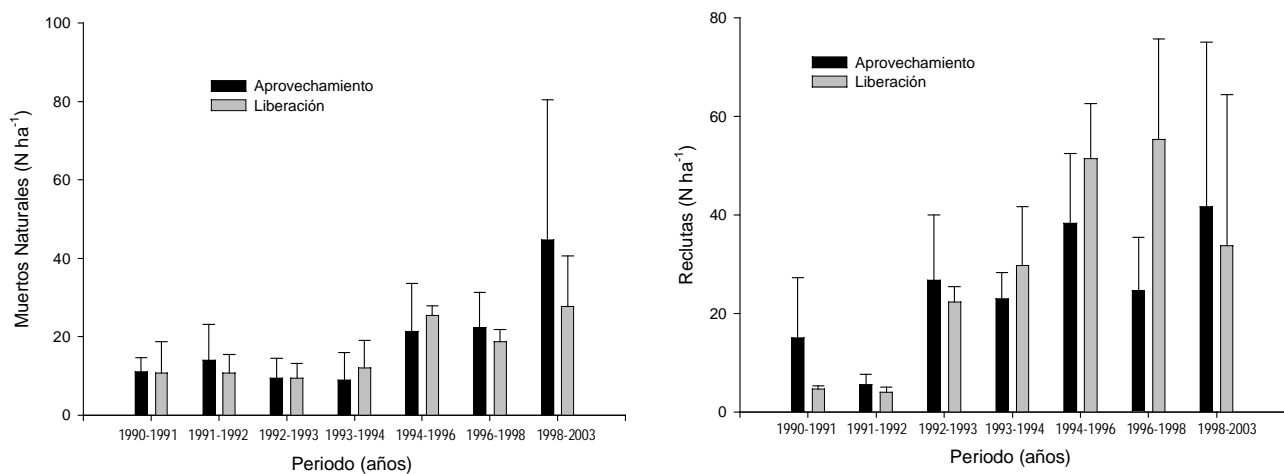 100
80
60
40
20
0
Muertos Naturales (N ha⁻¹)
Aprovechamiento
Liberación
1990-1991 1991-1992 1992-1993 1993-1994 1994-1996 1996-1998 1998-2003
Periodo (años)
80
60
40
20
0
Reclutas (N ha⁻¹)
Aprovechamiento
Liberación
1990-1991 1991-1992 1992-1993 1993-1994 1994-1996 1996-1998 1998-2003
Periodo (años)